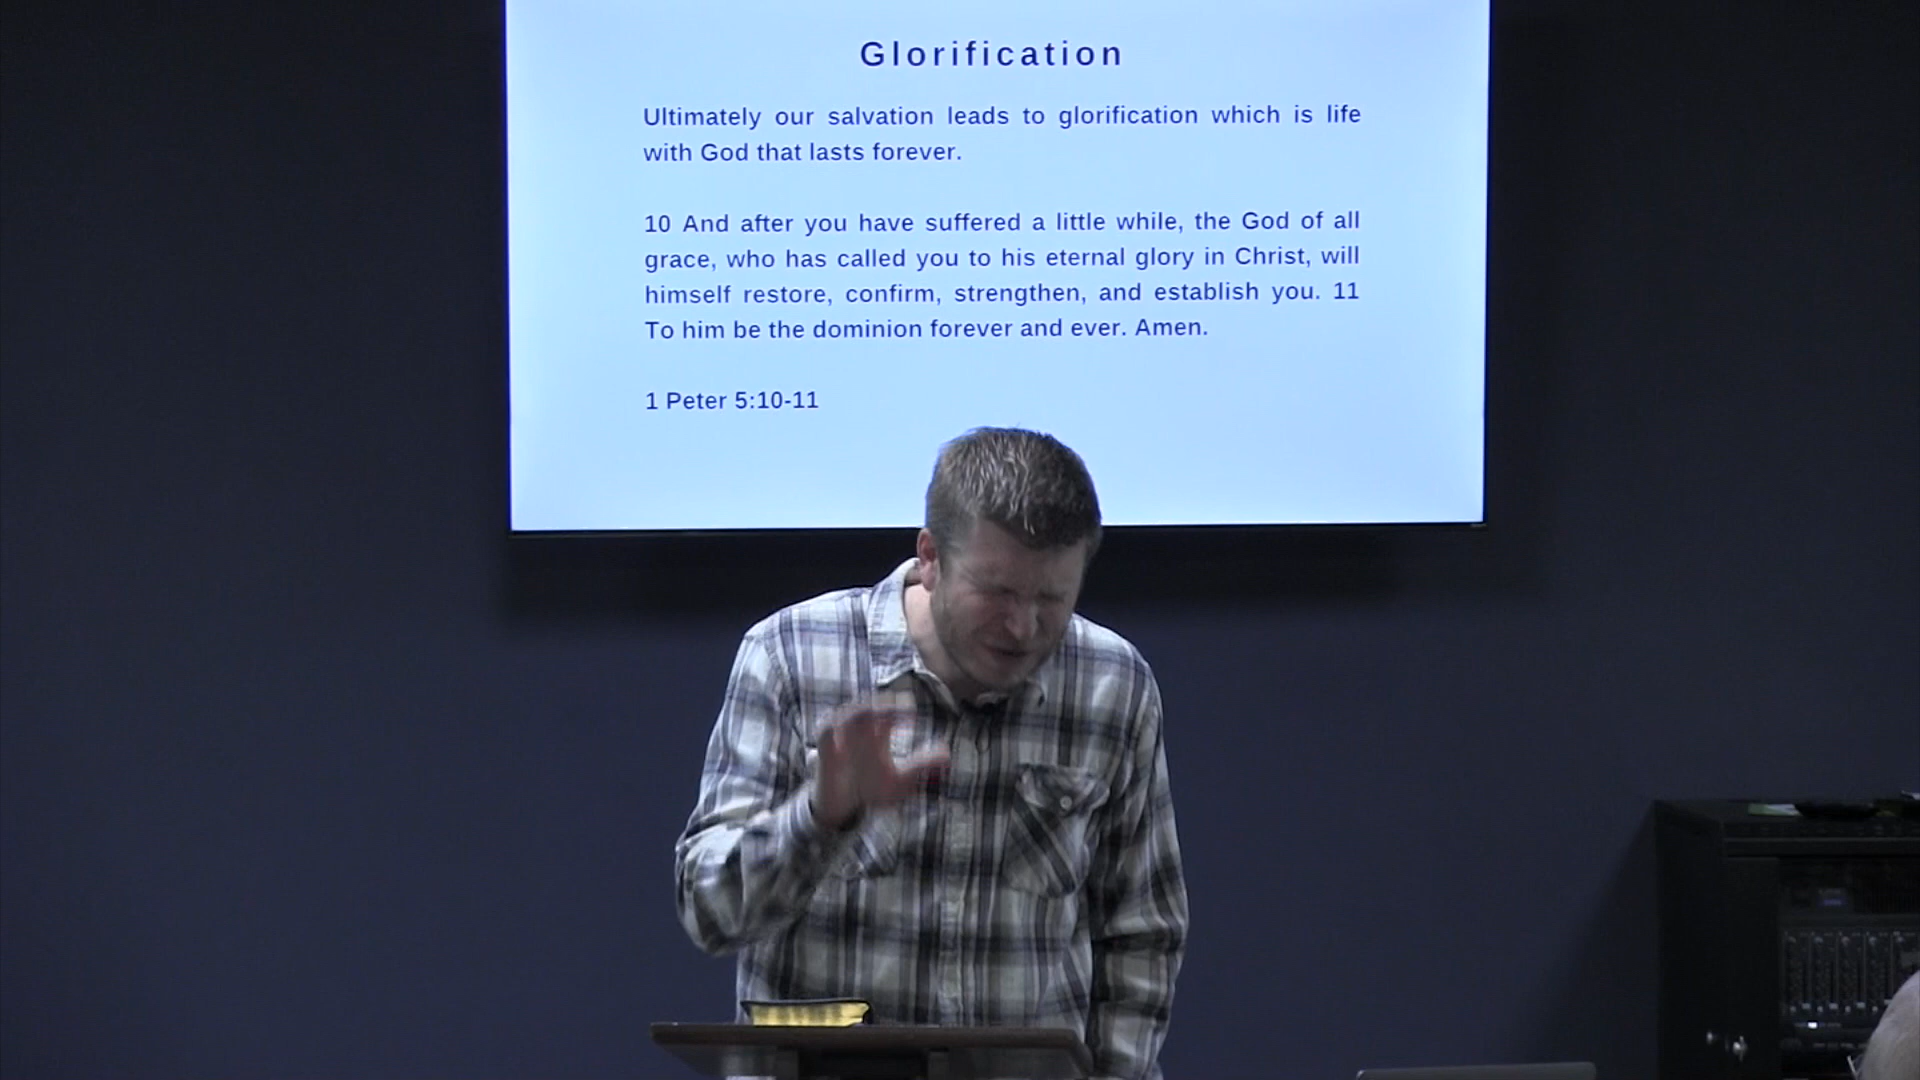 Glorification
Ultimately our salvation leads to glorification which is life
with God that lasts forever.
10 And after you have suffered a little while, the God of all
grace, who has called you to his eternal glory in Christ, will
himself restore, confirm, strengthen, and establish you. 11
To him be the dominion forever and ever. Amen.
1 Peter 5:10-11